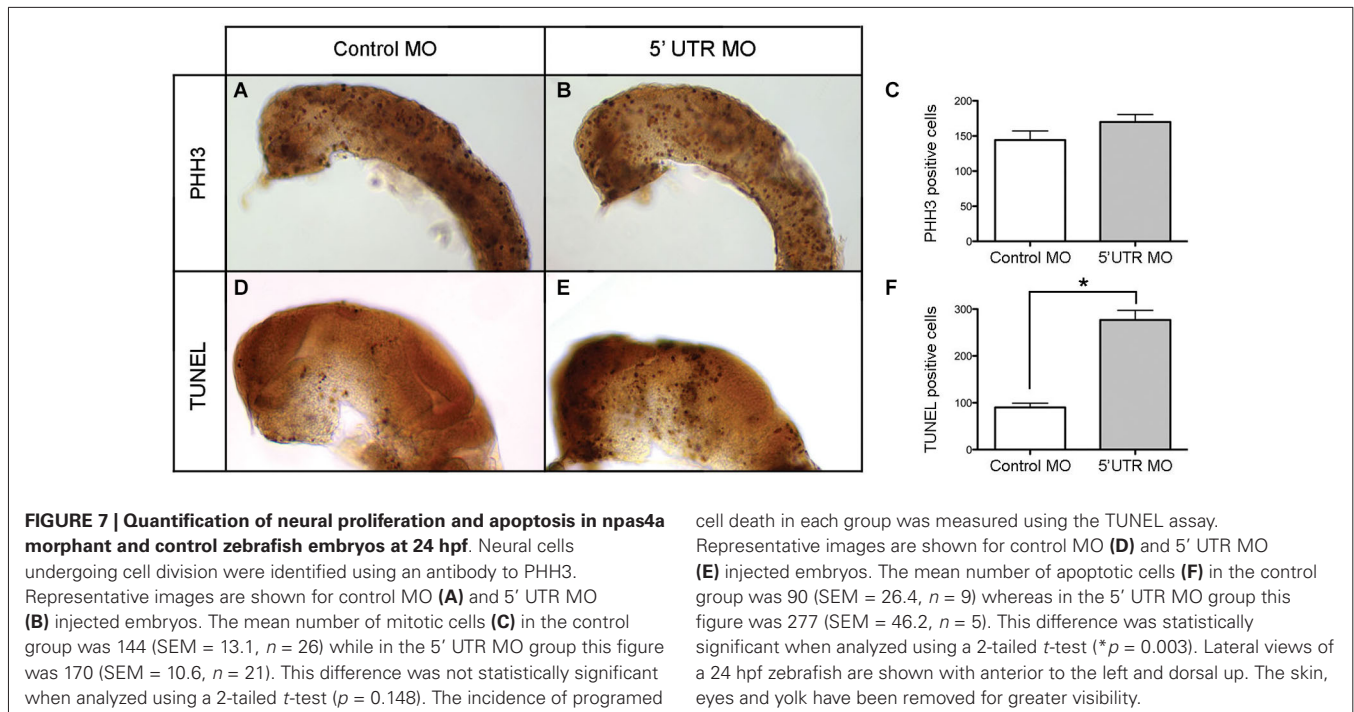 Control MO
5' UTR MO
PHH3
A
B
C
200
150
100
50
0
PHH3 positive cells
Control MO
5'UTR MO
TUNEL
D
E
F
*
300
200
100
0
TUNEL positive cells
Control MO
5'UTR MO
FIGURE 7 | Quantification of neural proliferation and apoptosis in npas4a
morphant and control zebrafish embryos at 24 hpf. Neural cells
undergoing cell division were identified using an antibody to PHH3.
Representative images are shown for control MO (A) and 5' UTR MO
(B) injected embryos. The mean number of mitotic cells (C) in the control
group was 144 (SEM = 13.1, n = 26) while in the 5' UTR MO group this figure
was 170 (SEM = 10.6, n = 21). This difference was not statistically significant
when analyzed using a 2-tailed t-test (p = 0.148). The incidence of programed
cell death in each group was measured using the TUNEL assay.
Representative images are shown for control MO (D) and 5' UTR MO
(E) injected embryos. The mean number of apoptotic cells (F) in the control
group was 90 (SEM = 26.4, n = 9) whereas in the 5' UTR MO group this
figure was 277 (SEM = 46.2, n = 5). This difference was statistically
significant when analyzed using a 2-tailed t-test (*p = 0.003). Lateral views of
a 24 hpf zebrafish are shown with anterior to the left and dorsal up. The skin,
eyes and yolk have been removed for greater visibility.